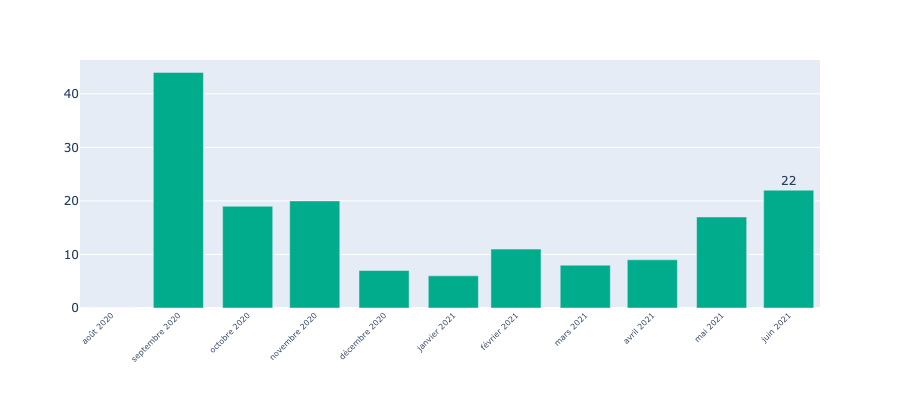 40
30
20
10
0
22
août 2020
septembre 2020
octobre 2020
novembre 2020
décembre 2020
janvier 2021
février 2021
mars 2021
avril 2021
mai 2021
juin 2021